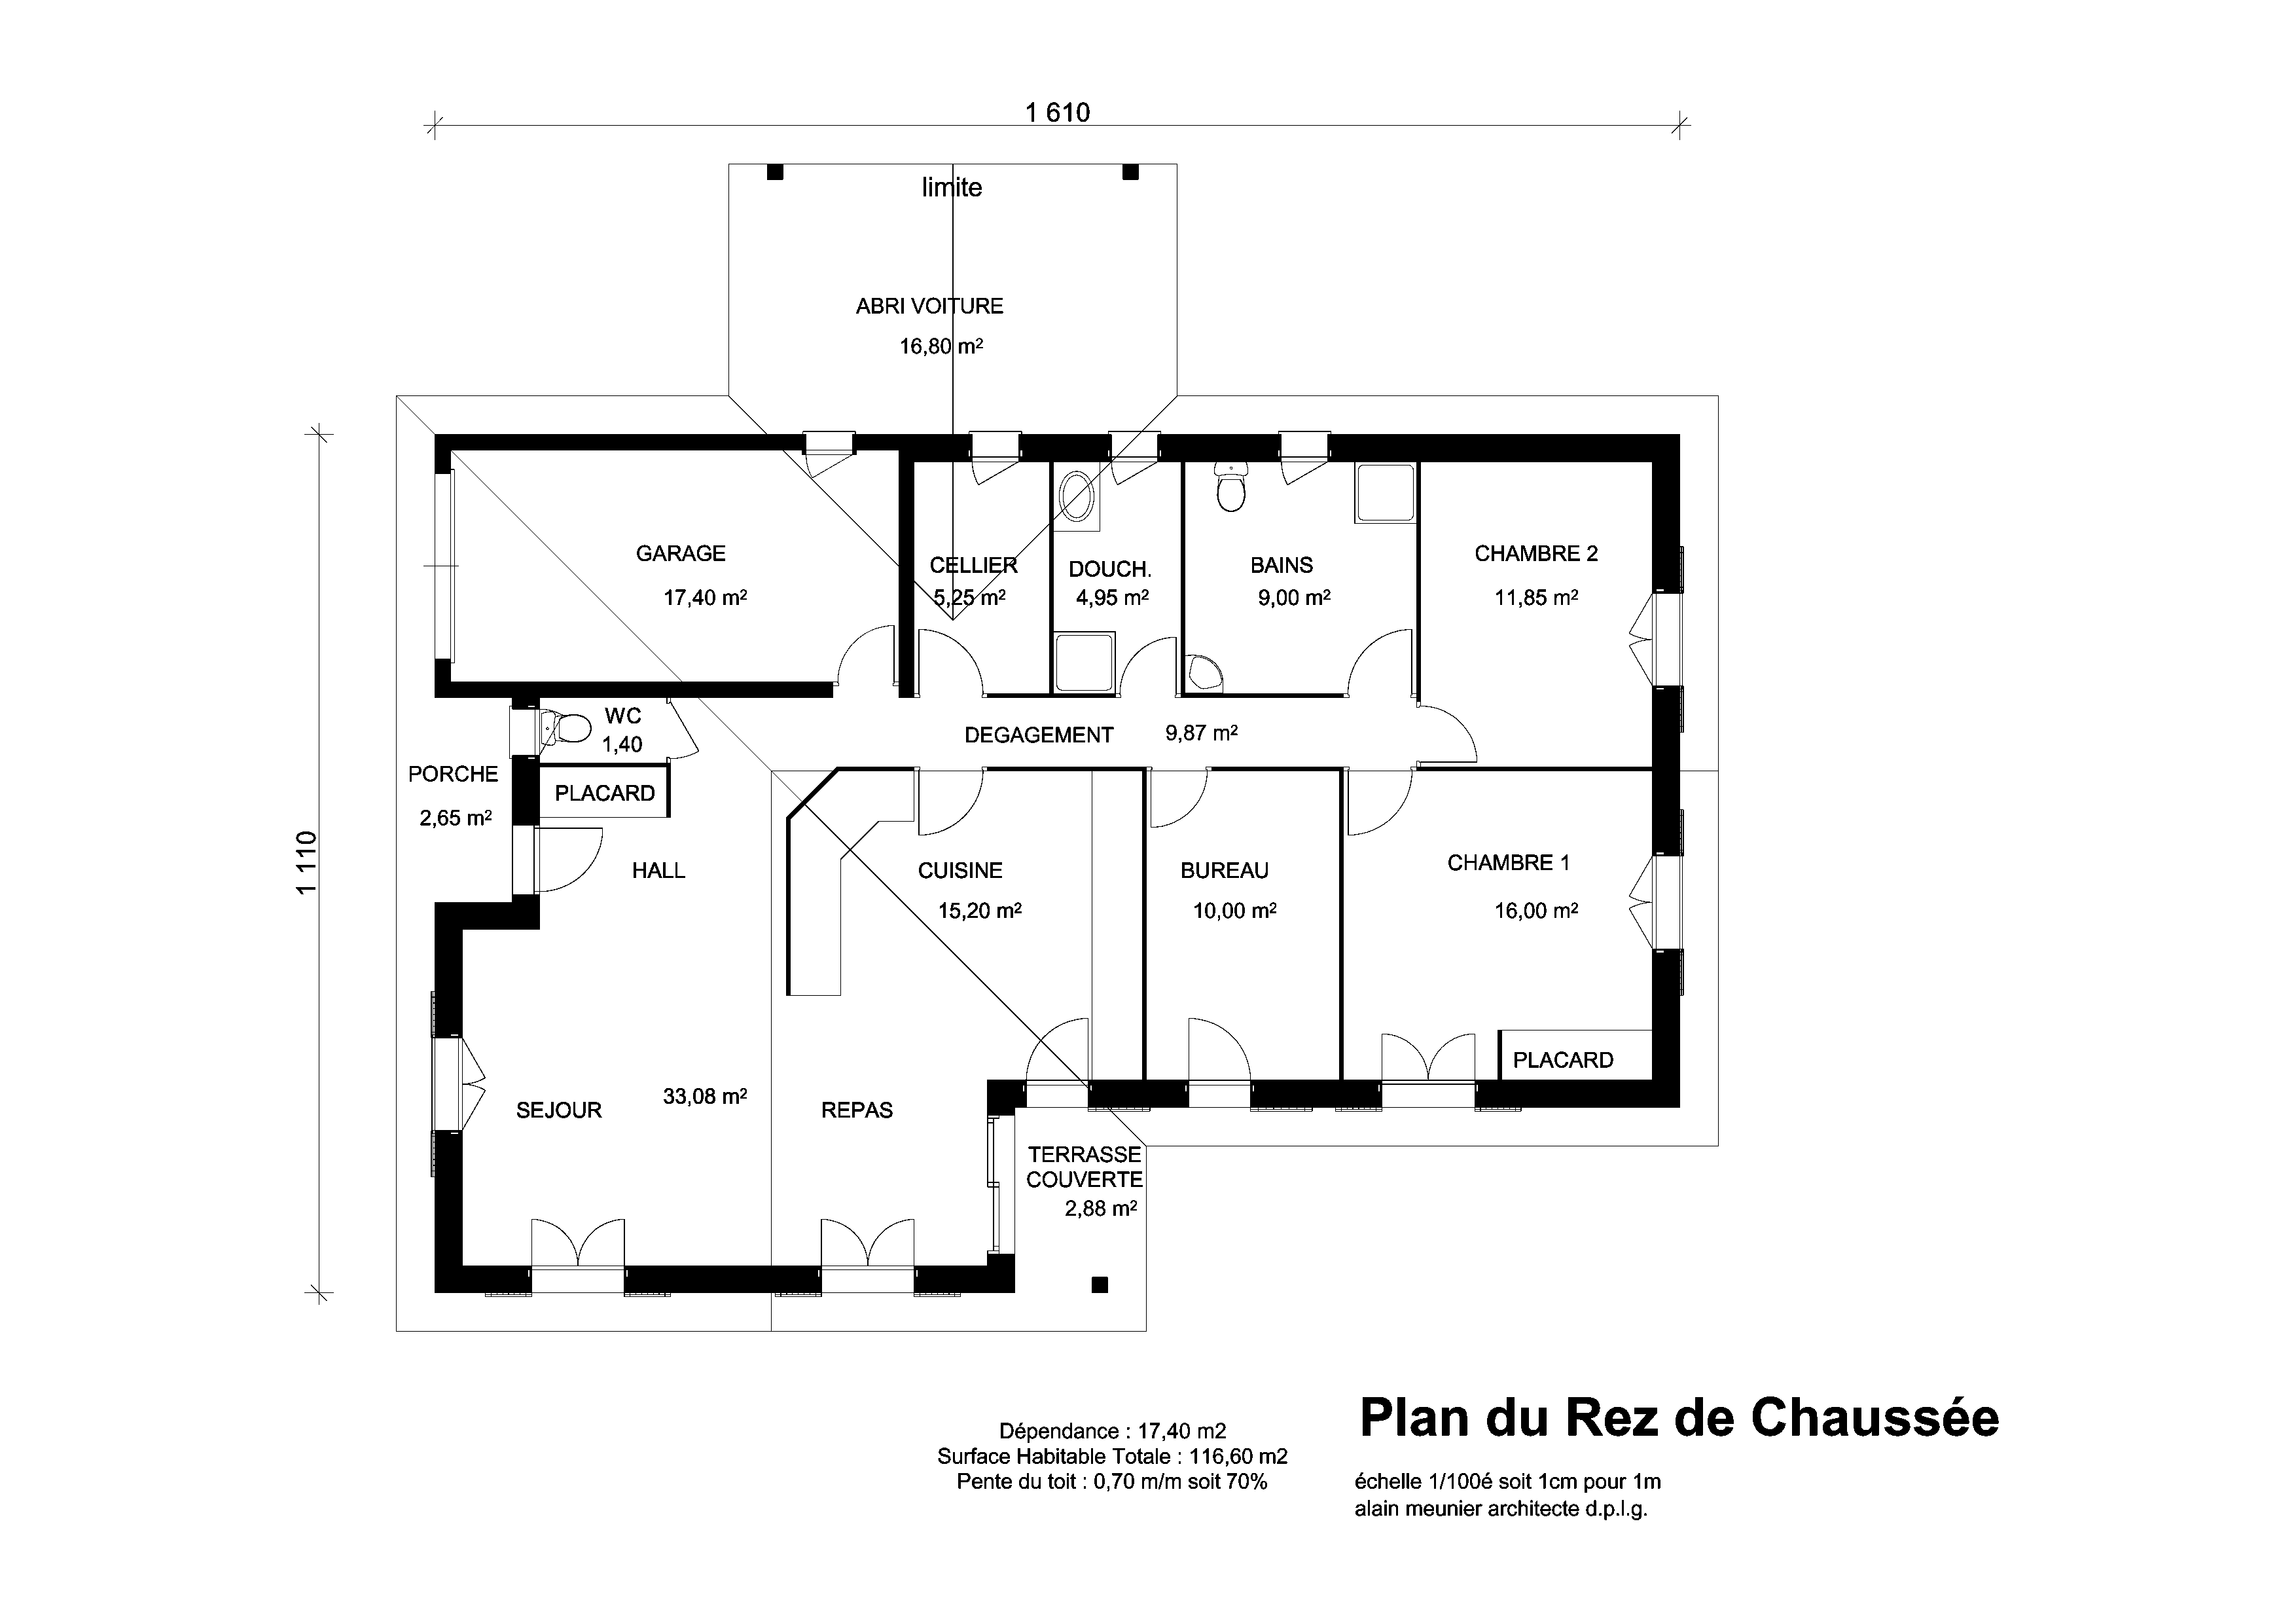 1 610
limite
ABRI VOITURE
16,80 m²
GARAGE
17,40 m²
CELLIER
5,25 m²
DOUCH.
4,95 m²
BAINS
9,00 m²
CHAMBRE 2
11,85 m²
WC
1,40
DEGAGEMENT 9,87 m²
PORCHE
2,65 m²
PLACARD
1 110
HALL
CUISINE
15,20 m²
BUREAU
10,00 m²
CHAMBRE 1
16,00 m²
PLACARD
SEJOUR
33,08 m²
REPAS
TERRASSE
COUVERTE
2,88 m²
Dépendance : 17,40 m2
Surface Habitable Totale : 116,60 m2
Pente du toit : 0,70 m/m soit 70%
Plan du Rez de Chaussée
échelle 1/100é soit 1cm pour 1m
alain meunier architecte d.p.l.g.